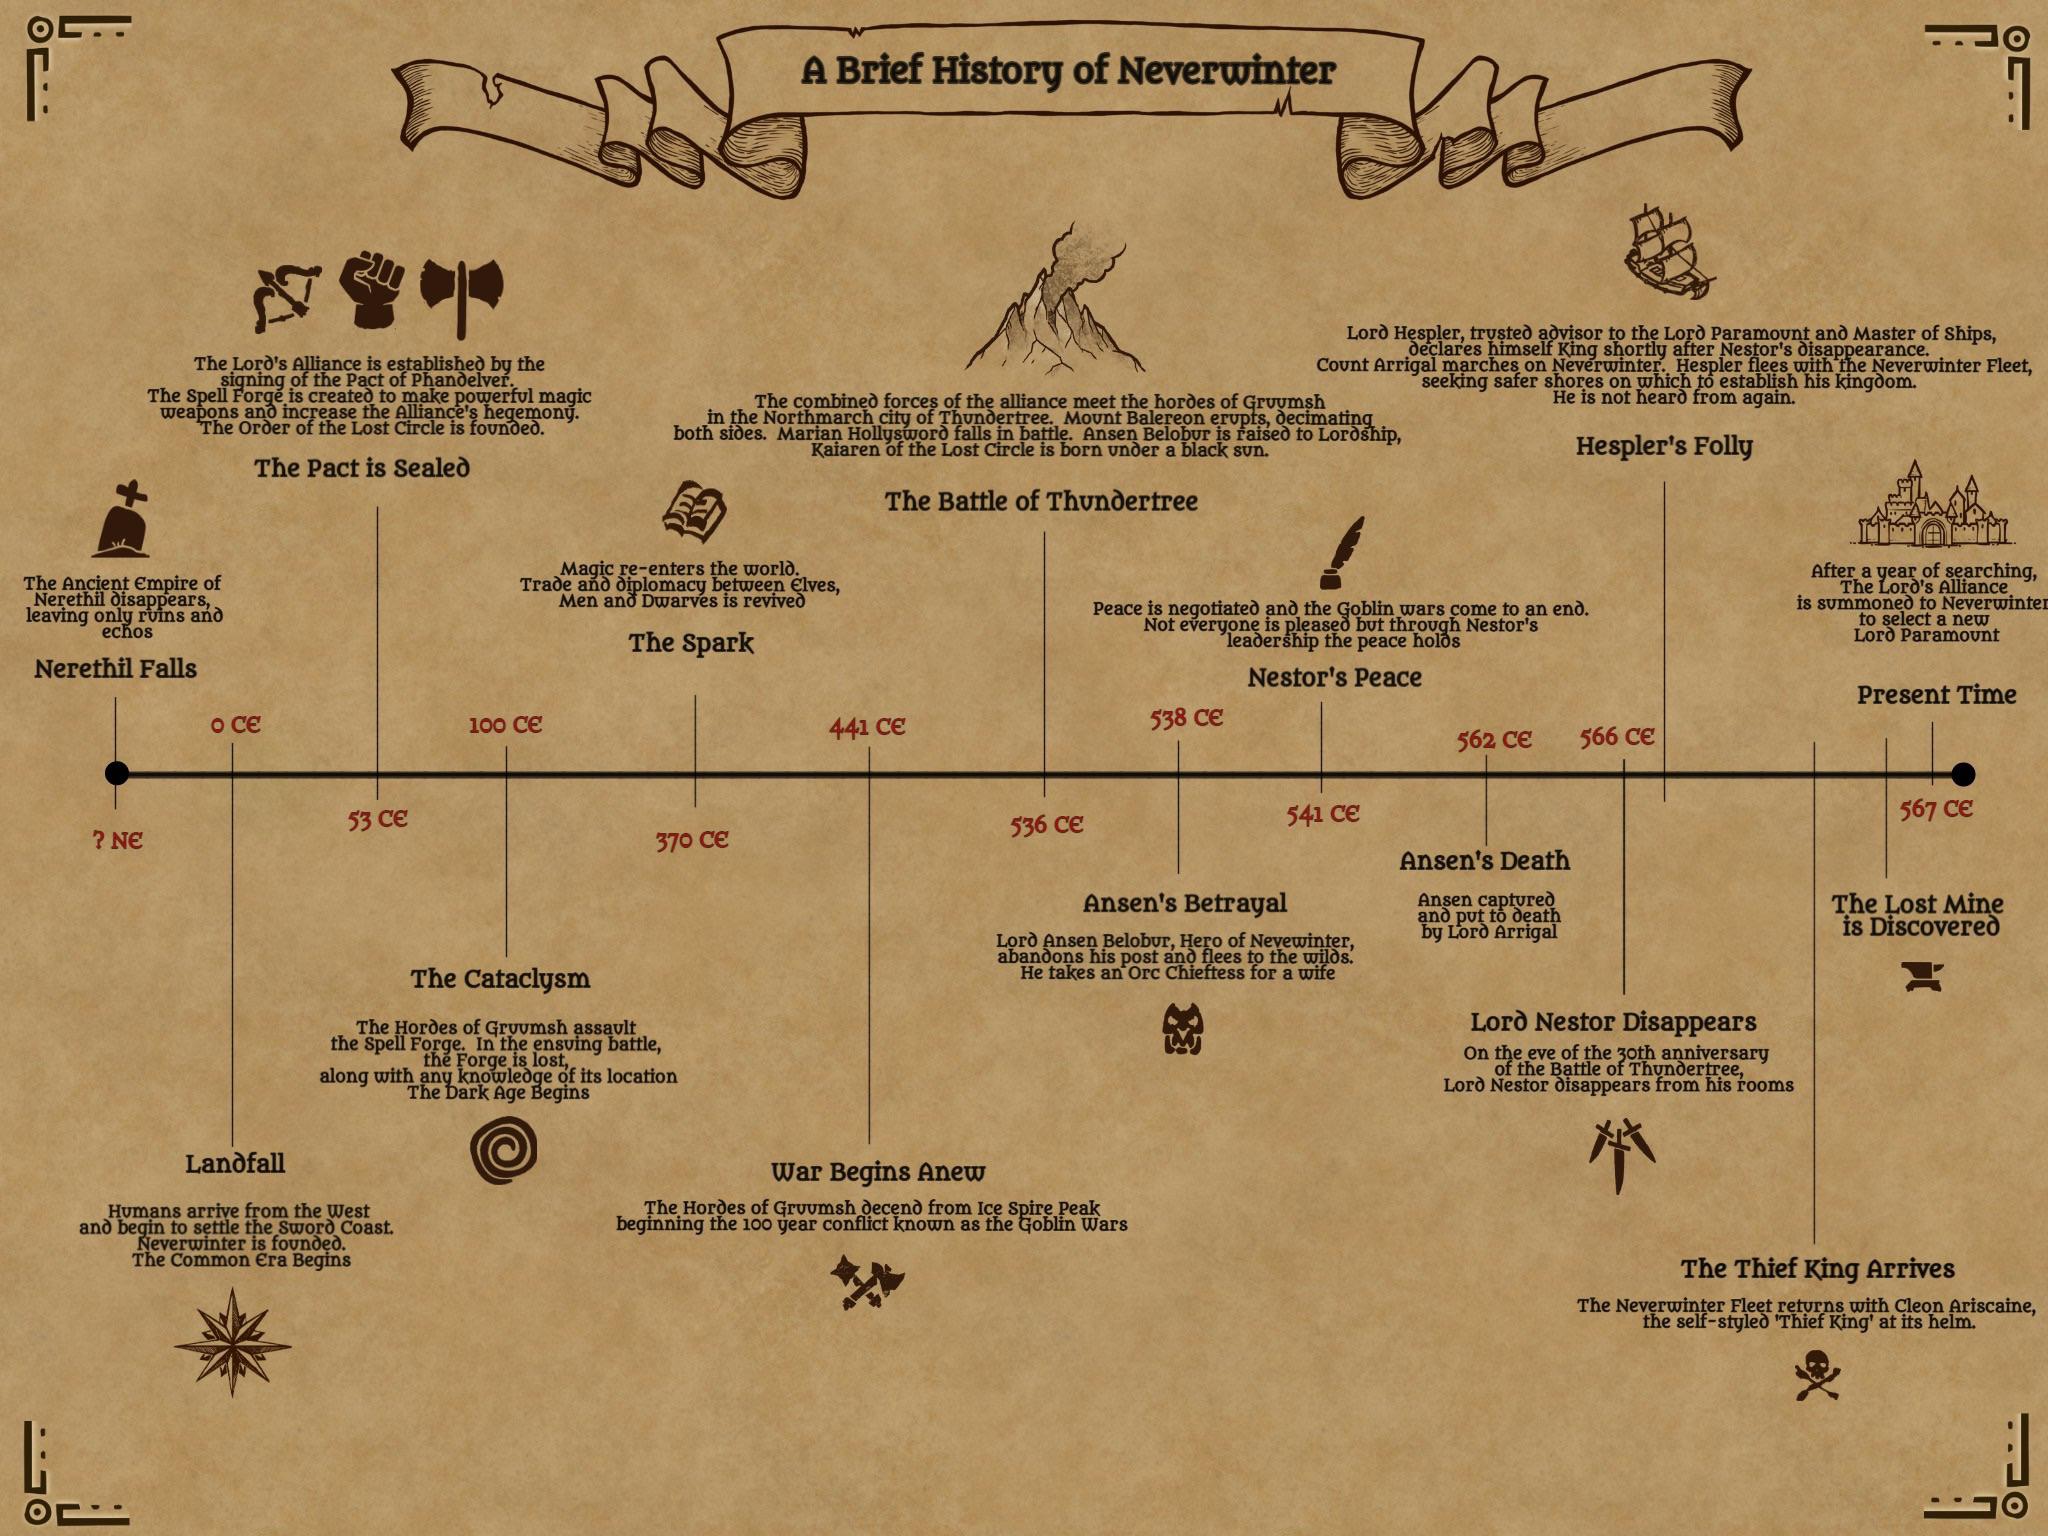 A Brief History of Neverwinter
The Lord's Alliance is established by the
signing of the Pact of Phandelver.
The Spell Forge is created to make powerful magic
weapons and increase the Alliance's hegemony.
The Order of the Lost Circle is founded.
The Pact is Sealed
The combined forces of the alliance meet the hordes of Gruumsh
in the Northmarch city of Thundertree. Mount Balereon erupts, decimating
both sides. Marian Hollysword falls in battle. Ansen Belobur is raised to Lordship,
Kaiaren of the Lost Circle is born under a black sun.
The Battle of Thundertree
Lord Hespler, trusted advisor to the Lord Paramount and Master of Ships,
declares himself King shortly after Nestor's disappearance.
Count Arrigal marches on Neverwinter. Hespler flees with the Neverwinter Fleet,
seeking safer shores on which to establish his kingdom.
He is not heard from again.
Hespler's Folly
The Ancient Empire of
Nerethil disappears,
leaving only ruins and
echos
Nerethil Falls
Magic re-enters the world.
Trade and diplomacy between Elves,
Men and Dwarves is revived
The Spark
Peace is negotiated and the Goblin wars come to an end.
Not everyone is pleased but through Nestor's
leadership the peace holds
Nestor's Peace
After a year of searching,
The Lord's Alliance
is summoned to Neverwinter
to select a new
Lord Paramount
Present Time
0 CE
100 CE
441 CE
538 CE
562 CE
566 CE
? NE
53 CE
370 CE
536 CE
541 CE
567 CE
Landfall
Humans arrive from the West
and begin to settle the Sword Coast.
Neverwinter is founded.
The Common Era Begins
The Cataclysm
The Hordes of Gruumsh assault
the Spell Forge. In the ensuing battle,
the Forge is lost,
along with any knowledge of its location
The Dark Age Begins
War Begins Anew
The Hordes of Gruumsh decend from Ice Spire Peak
beginning the 100 year conflict known as the Goblin Wars
Ansen's Betrayal
Lord Ansen Belobur, Hero of Nevewinter,
abandons his post and flees to the wilds.
He takes an Orc Chieftess for a wife
Ansen's Death
Ansen captured
and put to death
by Lord Arrigal
Lord Nestor Disappears
On the eve of the 30th anniversary
of the Battle of Thundertree,
Lord Nestor disappears from his rooms
The Thief King Arrives
The Neverwinter Fleet returns with Cleon Ariscaine,
the self-styled 'Thief King' at its helm.
The Lost Mine
is Discovered